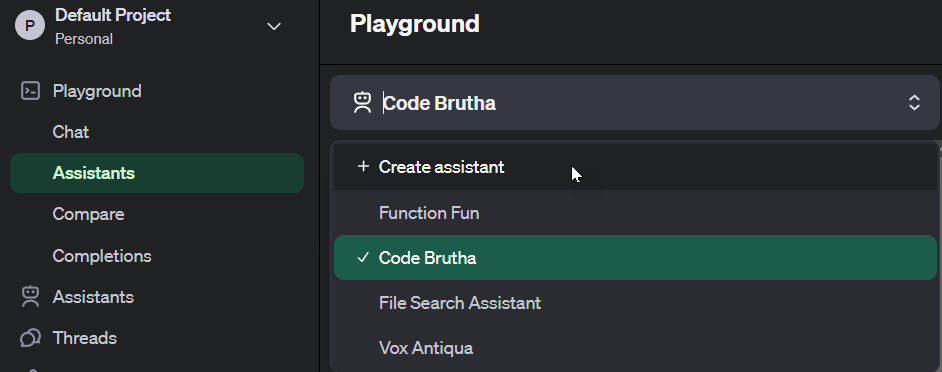 P
Default Project
Personal
Playground
Chat
Assistants
Compare
Completions
Assistants
Threads
Playground
Code Brutha
+ Create assistant
Function Fun
✓ Code Brutha
File Search Assistant
Vox Antiqua